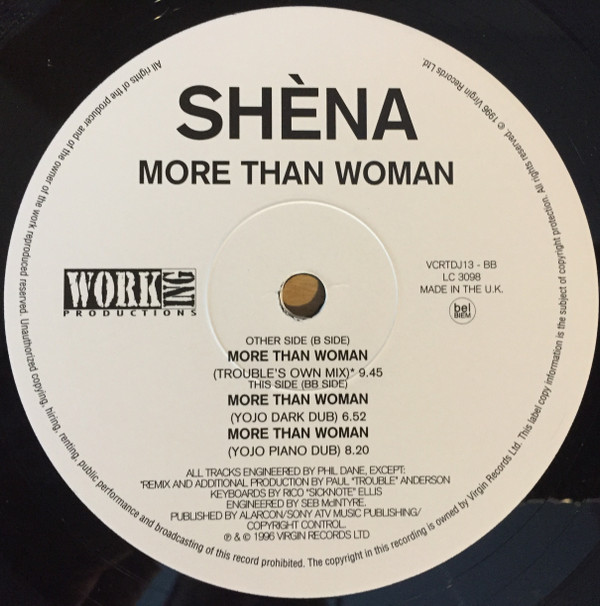 SHÈNA
MORE THAN WOMAN
WORKING
PRODUCTIONS
VCRTDJ13 - BB
LC 3098
MADE IN THE U.K.
bel
BIEM
OTHER SIDE (B SIDE)
MORE THAN WOMAN
(TROUBLE'S OWN MIX)* 9.45
THIS SIDE (BB SIDE)
MORE THAN WOMAN
(YOJO DARK DUB) 6.52
MORE THAN WOMAN
(YOJO PIANO DUB) 8.20
ALL TRACKS ENGINEERED BY PHIL DANE, EXCEPT:
*REMIX AND ADDITIONAL PRODUCTION BY PAUL "TROUBLE" ANDERSON
KEYBOARDS BY RICO "SICKNOTE" ELLIS
ENGINEERED BY SEB McINTYRE.
PUBLISHED BY ALARCON/SONY ATV MUSIC PUBLISHING/
COPYRIGHT CONTROL.
℗ & © 1996 VIRGIN RECORDS LTD
All rights of the producer and of the owner of the work reproduced reserved. Unauthorized copying, hiring, renting, public performance and broadcasting of this record prohibited. The copyright in this recording is owned by Virgin Records Ltd. This label copy information is the subject of copyright protection. All rights reserved. © 1996 Virgin Records Ltd.